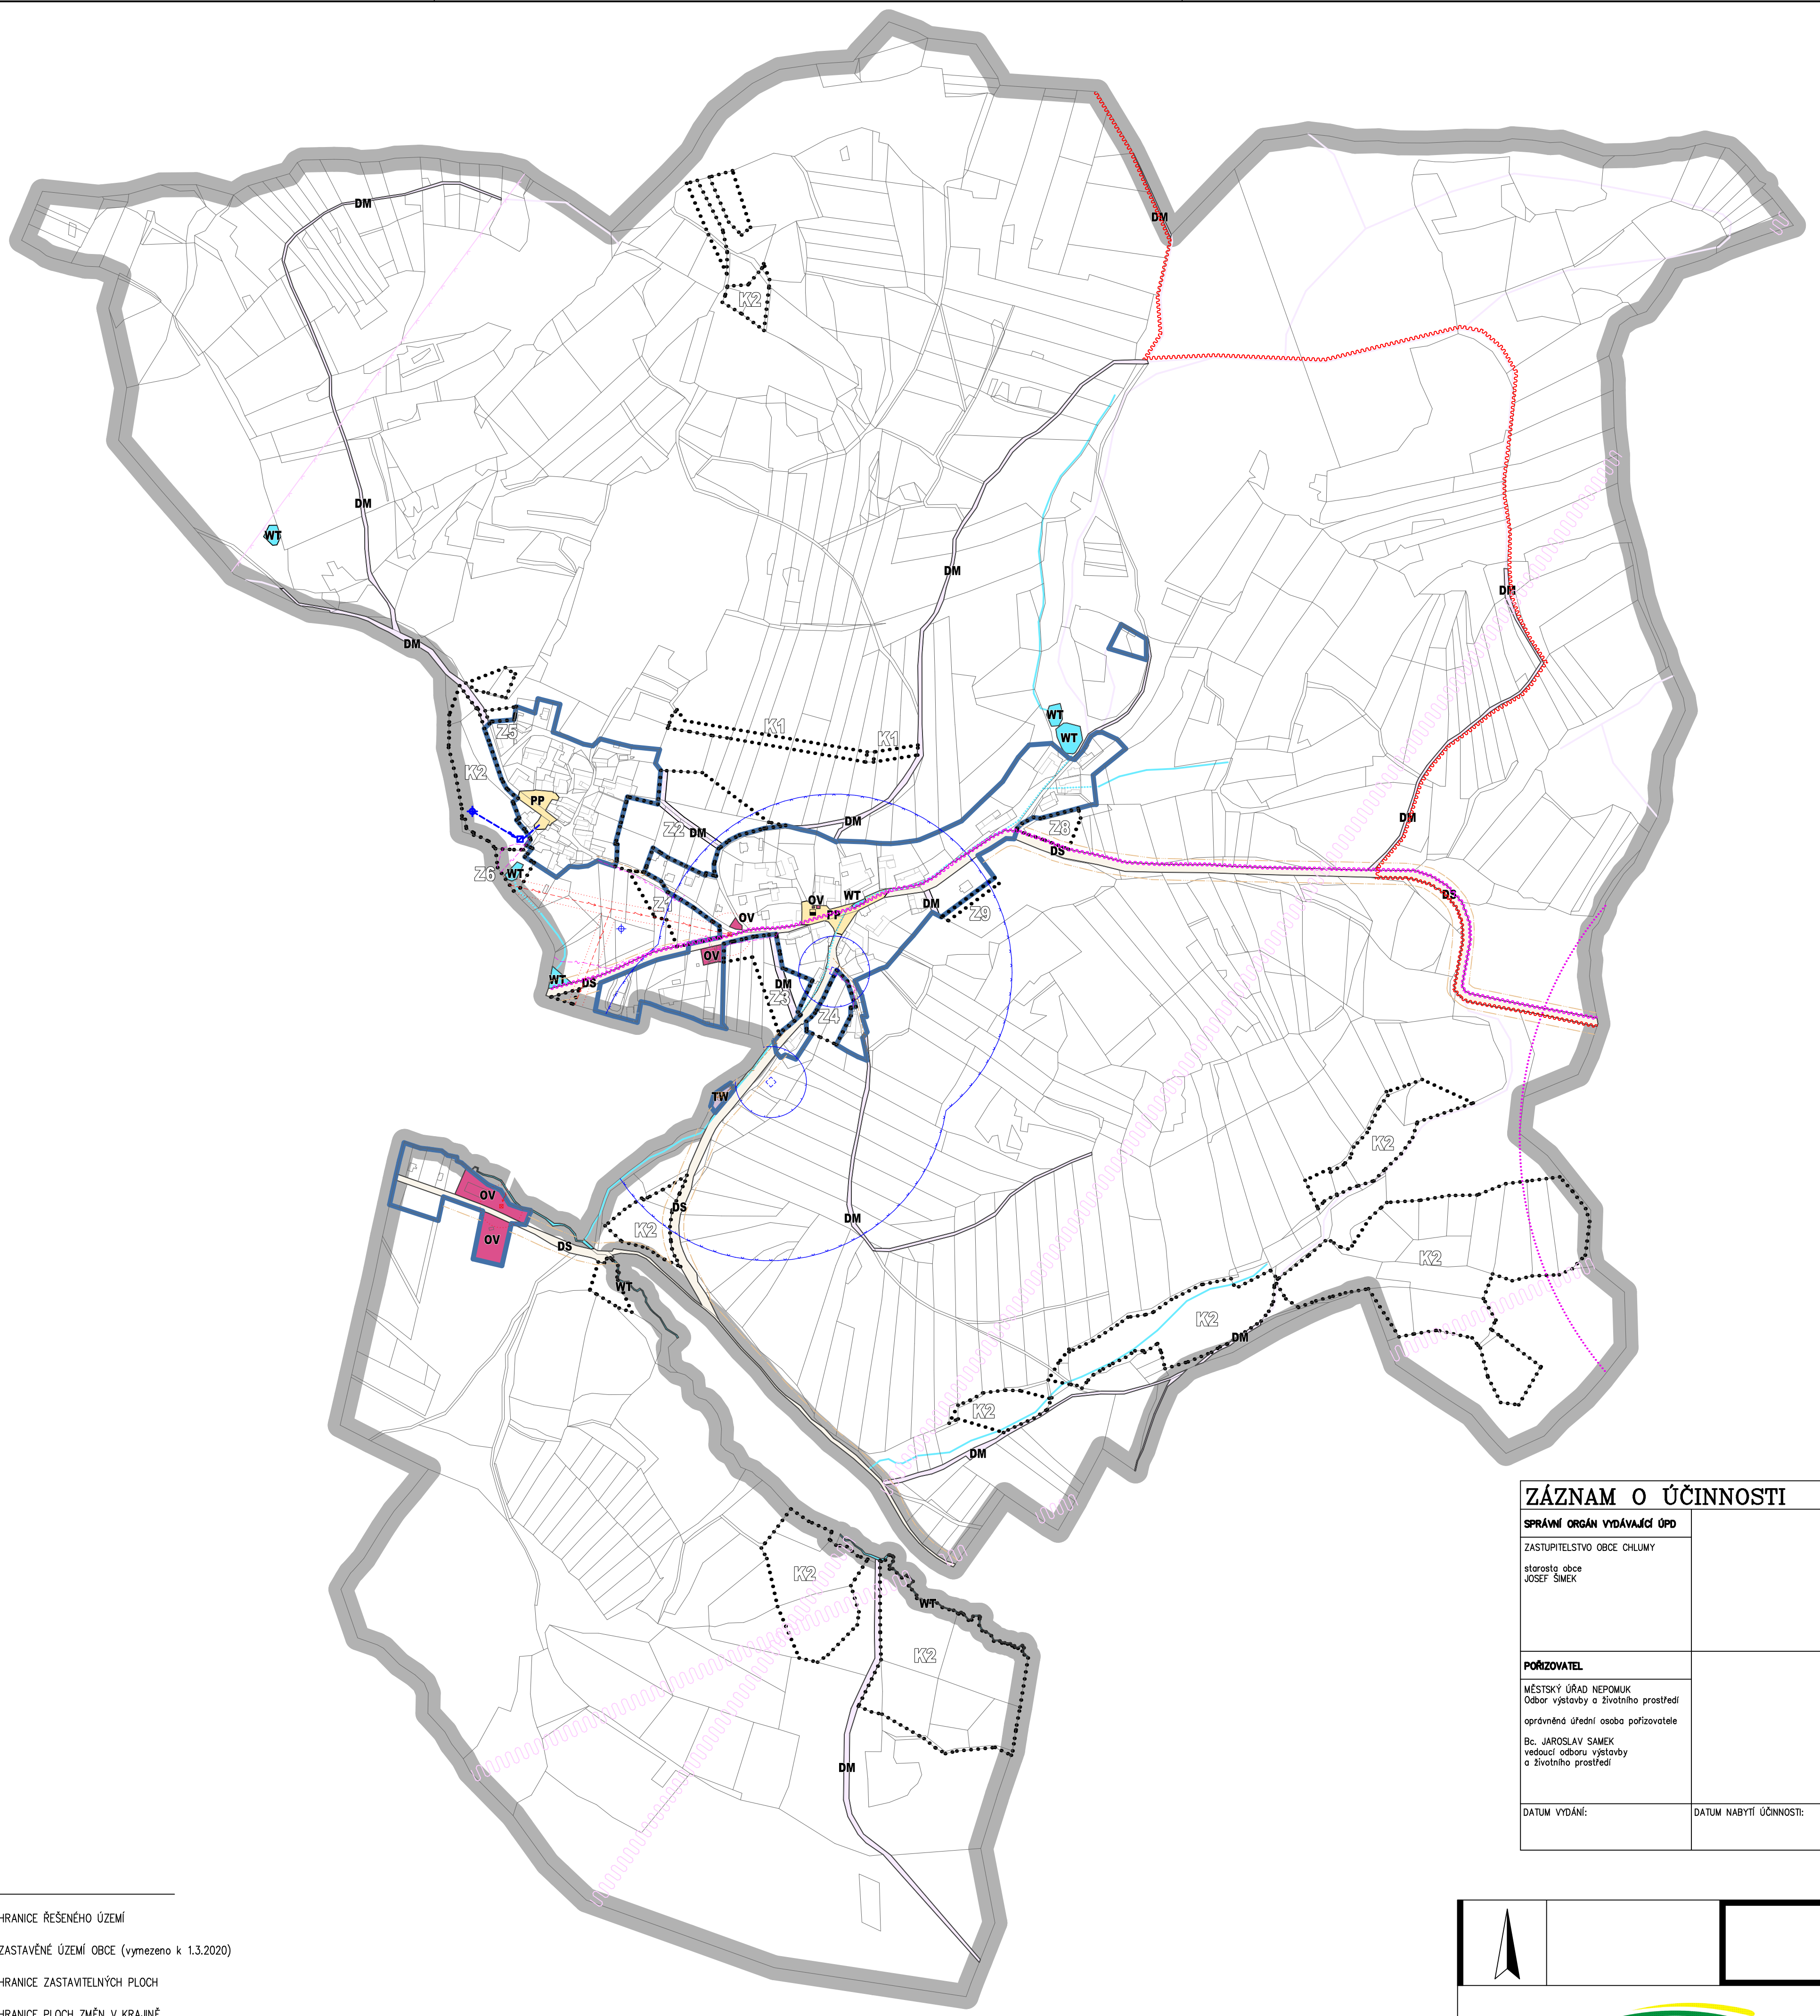 DM
DM
K2
DM
WT
DM
DM
DM
Z5
K1
K1
WT
WT
K2
PP
Z2
DM
DM
Z8
DS
DM
Z6
WT
Z1
OV
WT
OV
PP
DM
Z9
DS
OV
WT
DS
DM
Z3
Z4
TW
K2
OV
DS
K2
DM
OV
DS
K2
WT
K2
DM
K2
DM
K2
WT
K2
DM
ZÁZNAM O ÚČINNOSTI
SPRÁVNÍ ORGÁN VYDÁVAJÍCÍ ÚPD
ZASTUPITELSTVO OBCE CHLUMY
starosta obce
JOSEF ŠIMEK
POŘIZOVATEL
MĚSTSKÝ ÚŘAD NEPOMUK
Odbor výstavby a životního prostředí
oprávněná úřední osoba pořizovatele
Bc. JAROSLAV SAMEK
vedoucí odboru výstavby
a životního prostředí
DATUM VYDÁNÍ:
DATUM NABYTÍ ÚČINNOSTI:
HRANICE ŘEŠENÉHO ÚZEMÍ
ZASTAVĚNÉ ÚZEMÍ OBCE (vymezeno k 1.3.2020)
HRANICE ZASTAVITELNÝCH PLOCH
HRANICE PLOCH ZMĚN V KRAJINĚ